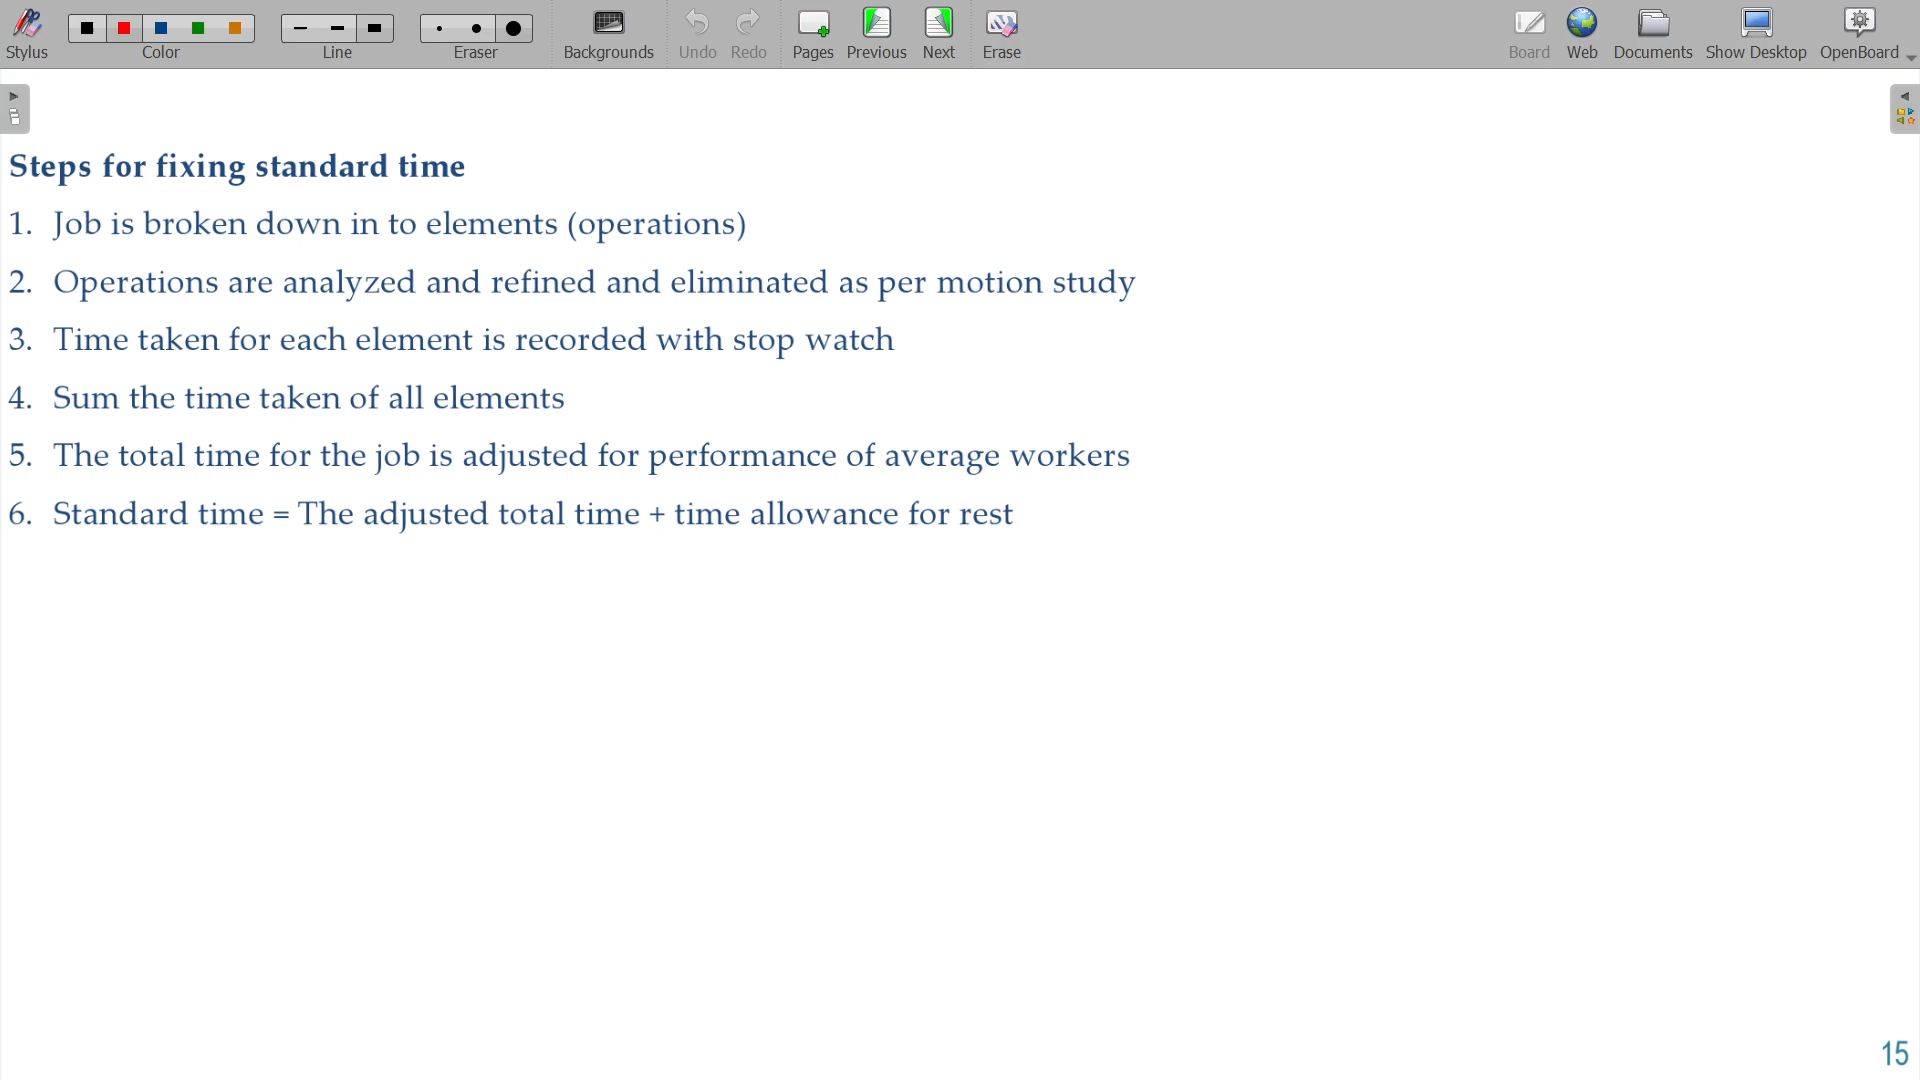 Stylus
Color
Line
Eraser
Backgrounds
Undo
Redo
Pages
Previous
Next
Erase
Board
Web
Documents
Show Desktop
OpenBoard
Steps for fixing standard time
1. Job is broken down in to elements (operations)
2. Operations are analyzed and refined and eliminated as per motion study
3. Time taken for each element is recorded with stop watch
4. Sum the time taken of all elements
5. The total time for the job is adjusted for performance of average workers
6. Standard time = The adjusted total time + time allowance for rest
15